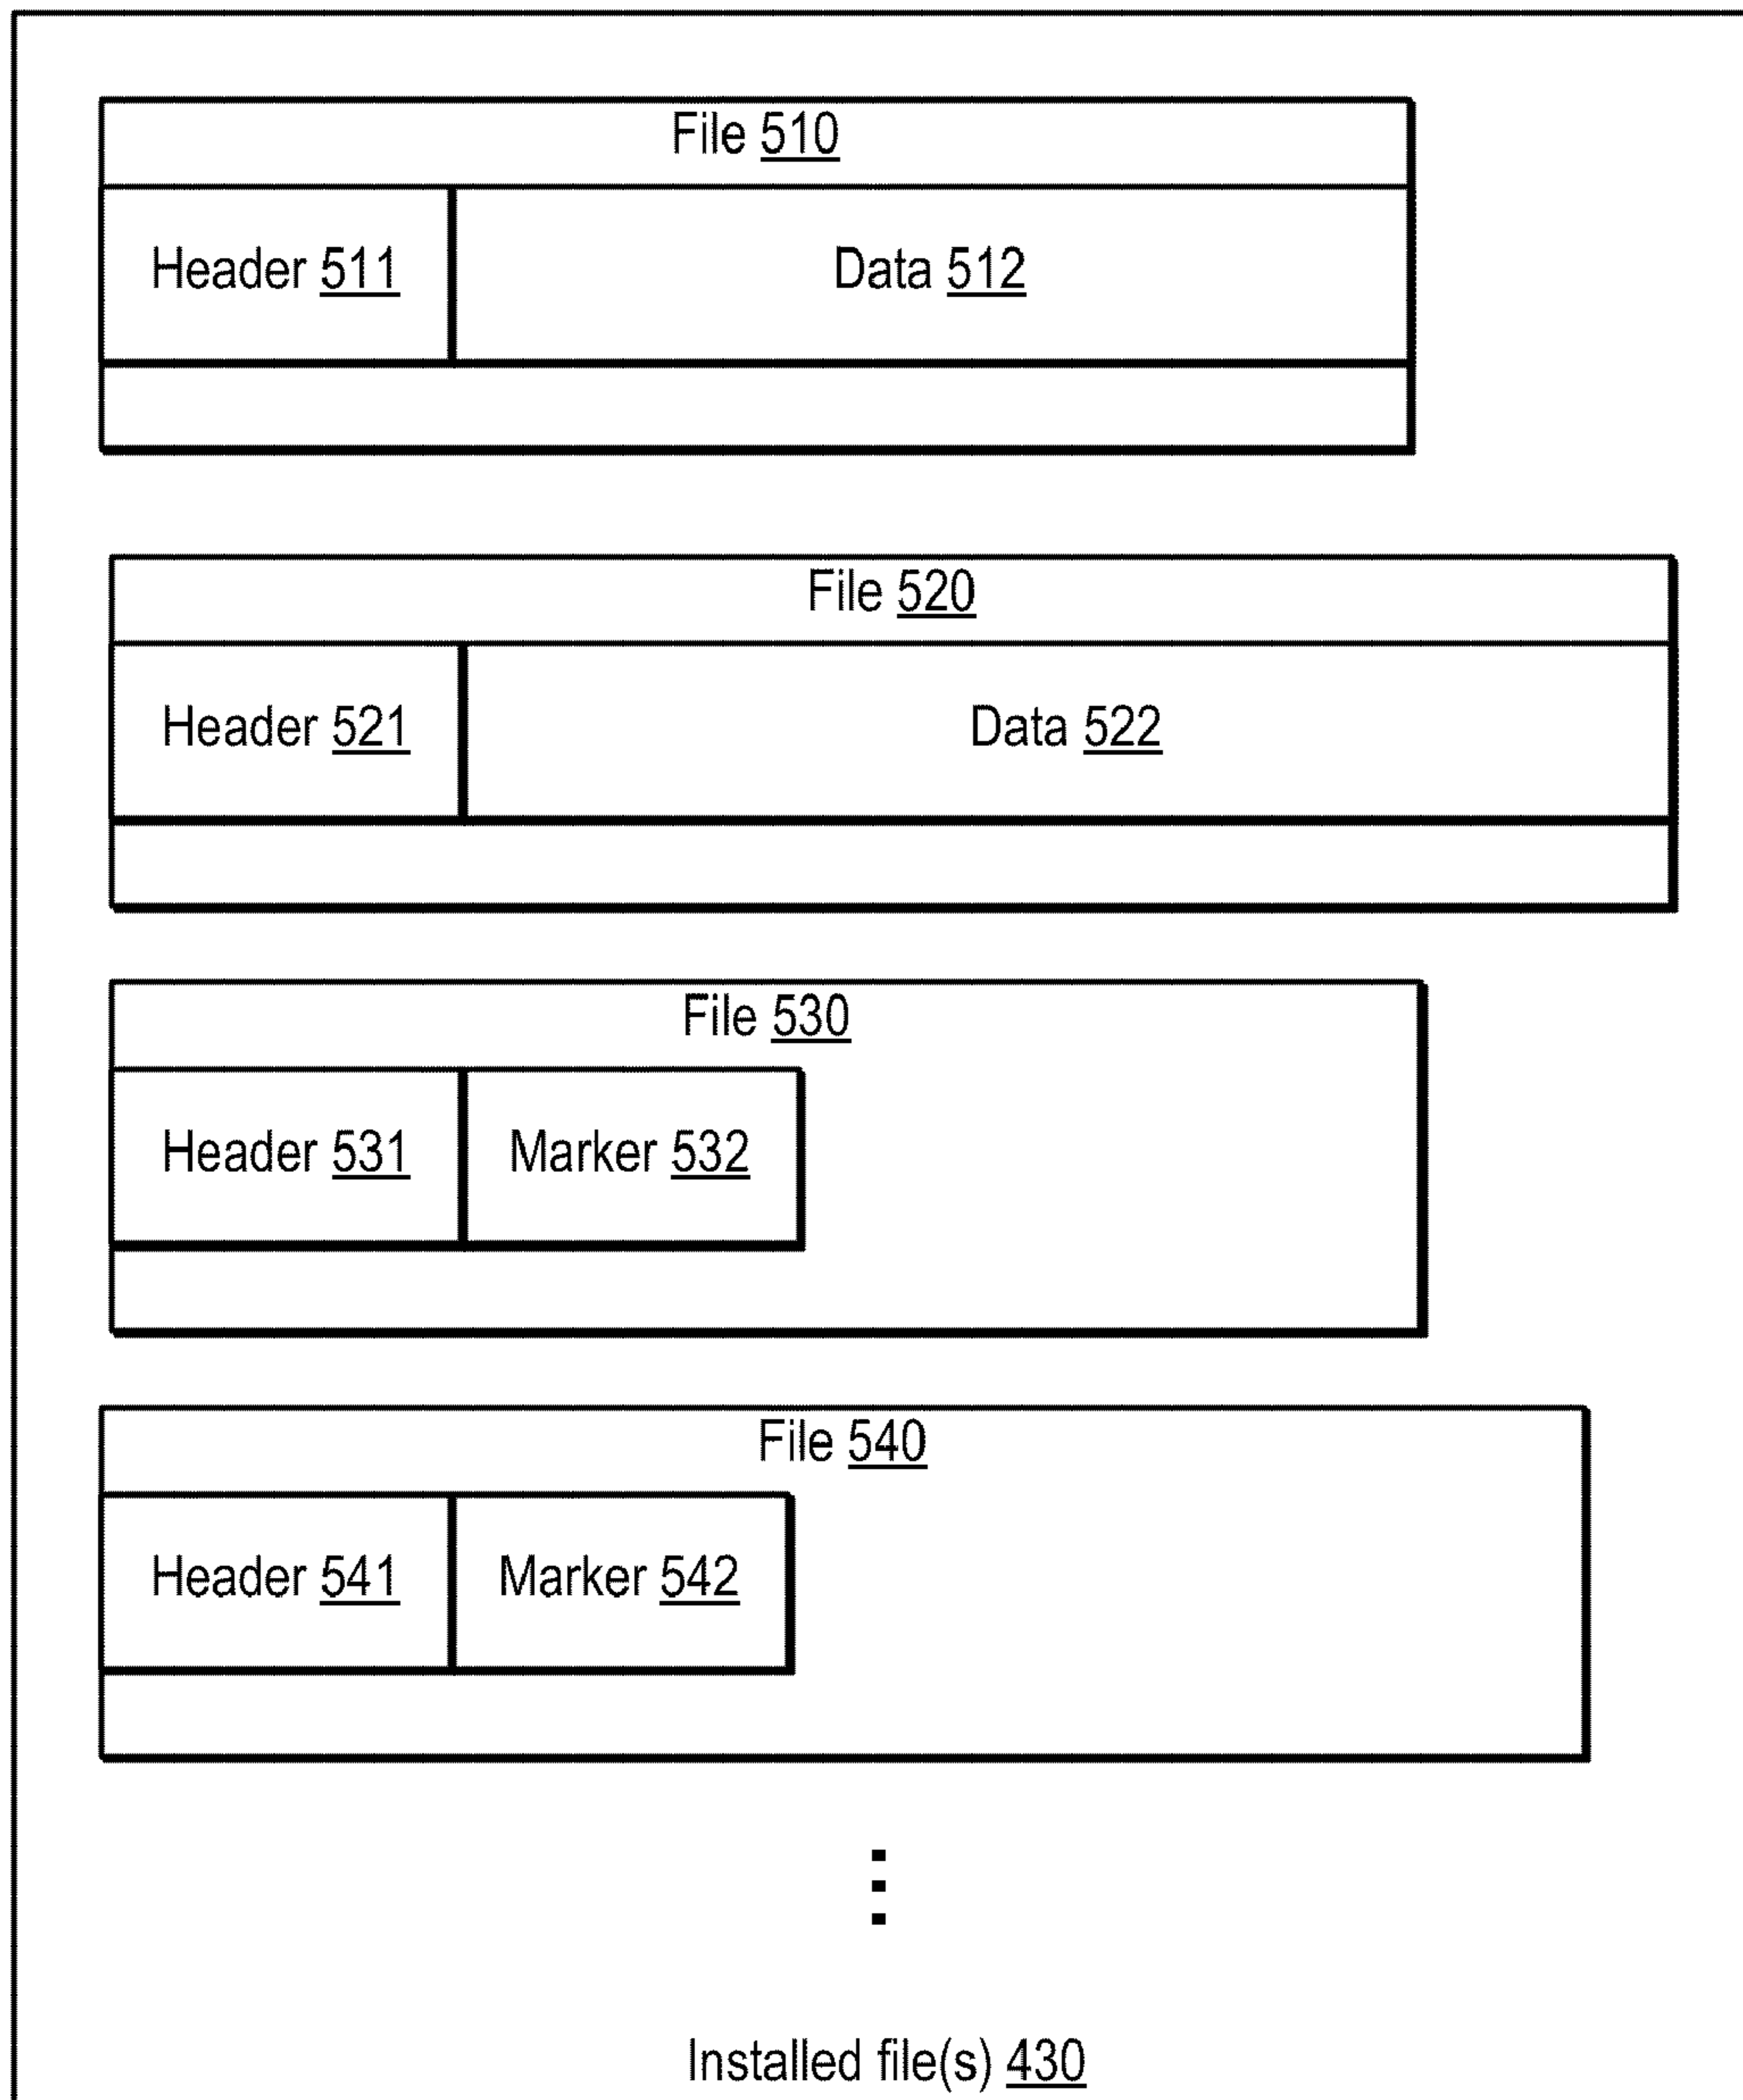 File 510
Header 511 Data 512
File 520
Header 521 Data 522
File 530
Header 531 Marker 532
File 540
Header 541 Marker 542
Installed file(s) 430